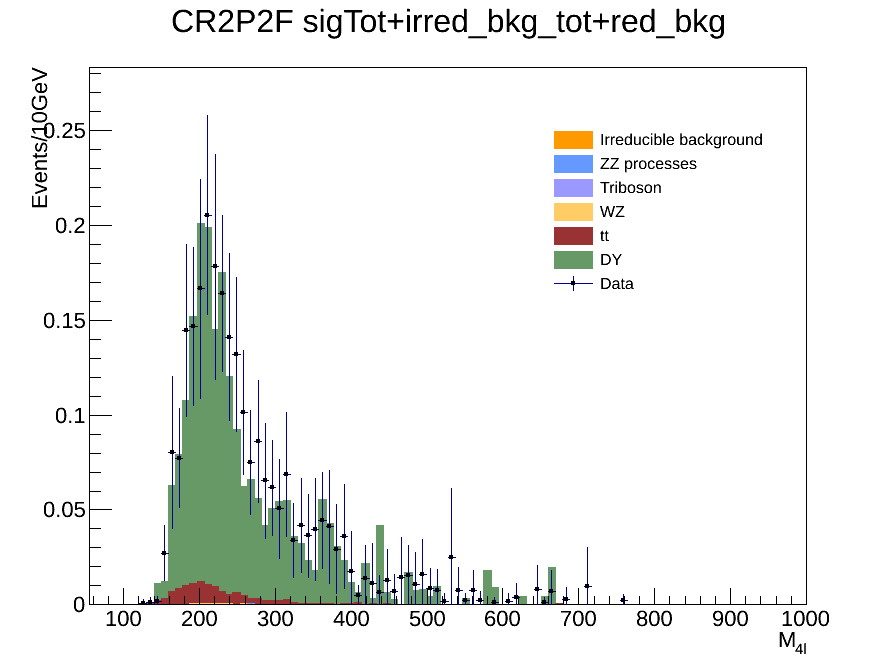 CR2P2F sigTot+irred_bkg_tot+red_bkg
Events/10GeV
0.25
0.2
0.15
0.1
0.05
0
Irreducible background
ZZ processes
Triboson
WZ
tt
DY
Data
100 200 300 400 500 600 700 800 900 1000
M4l